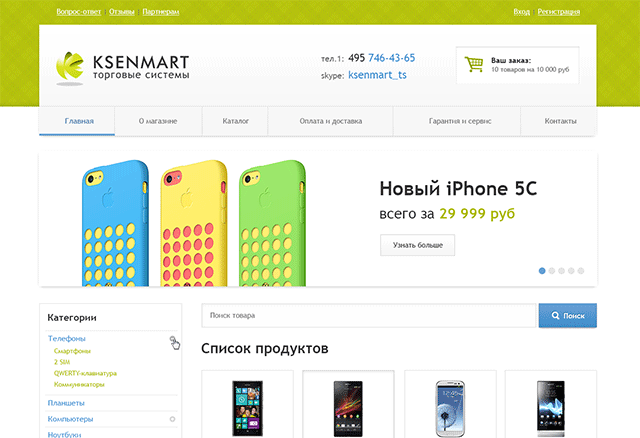 Вопрос-ответ | Отзывы | Партнерам
Вход | Регистрация
KSENMART
торговые системы
тел.1: 495 746-43-65
skype: ksenmart_ts
Ваш заказ:
10 товаров на 10 000 руб
Главная
О магазине
Каталог
Оплата и доставка
Гарантия и сервис
Контакты
Новый iPhone 5C
всего за 29 999 руб
Узнать больше
Категории
Телефоны
Смартфоны
2 SIM
QWERTY-клавиатура
Коммуникаторы
Планшеты
Компьютеры
Ноутбуки
Поиск товара
Поиск
Список продуктов